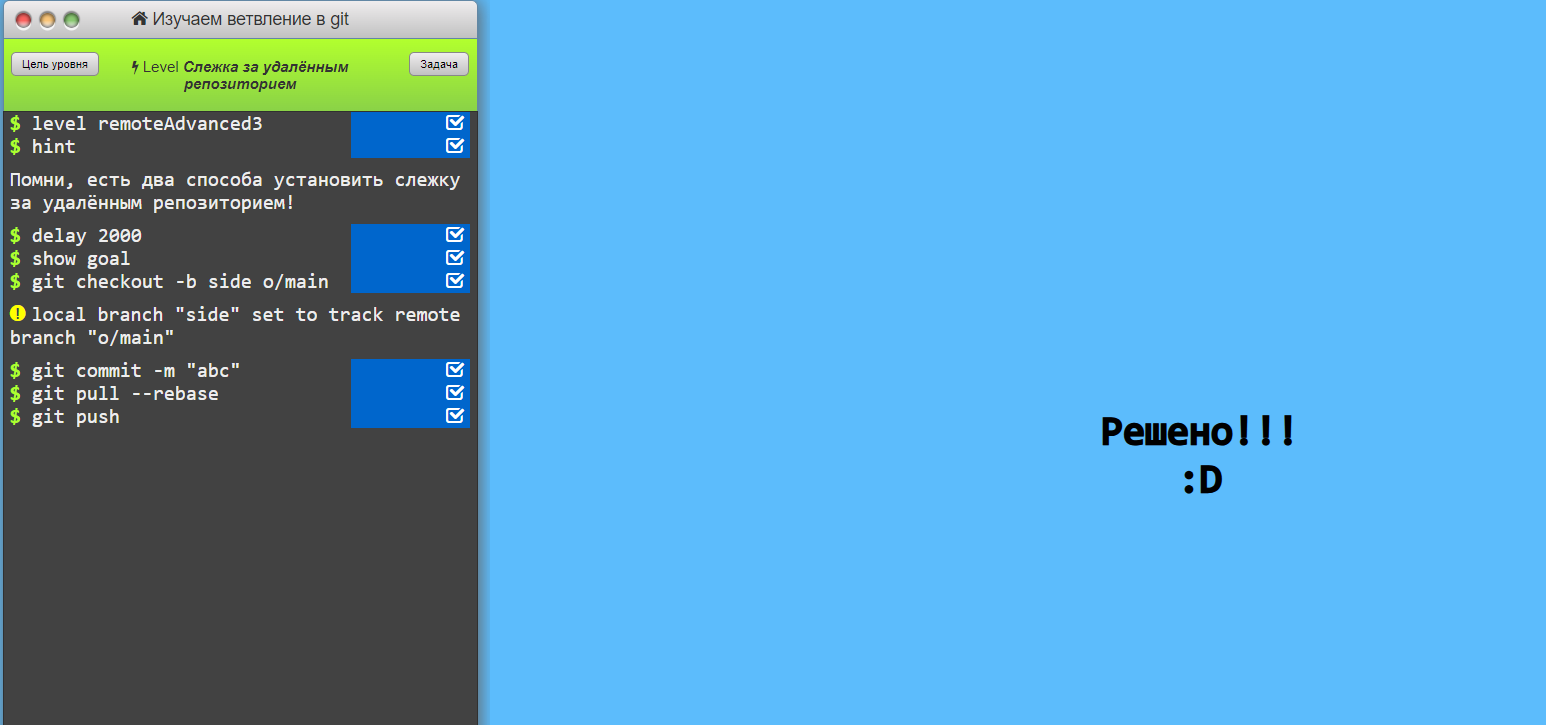 Изучаем ветвление в git
Цель уровня
Level Слежка за удалённым
репозиторием
Задача
$ level remoteAdvanced3
$ hint
Помни, есть два способа установить слежку
за удалённым репозиторием!
$ delay 2000
$ show goal
$ git checkout -b side o/main
! local branch "side" set to track remote
branch "o/main"
$ git commit -m "abc"
$ git pull --rebase
$ git push
Решено!!!
:D